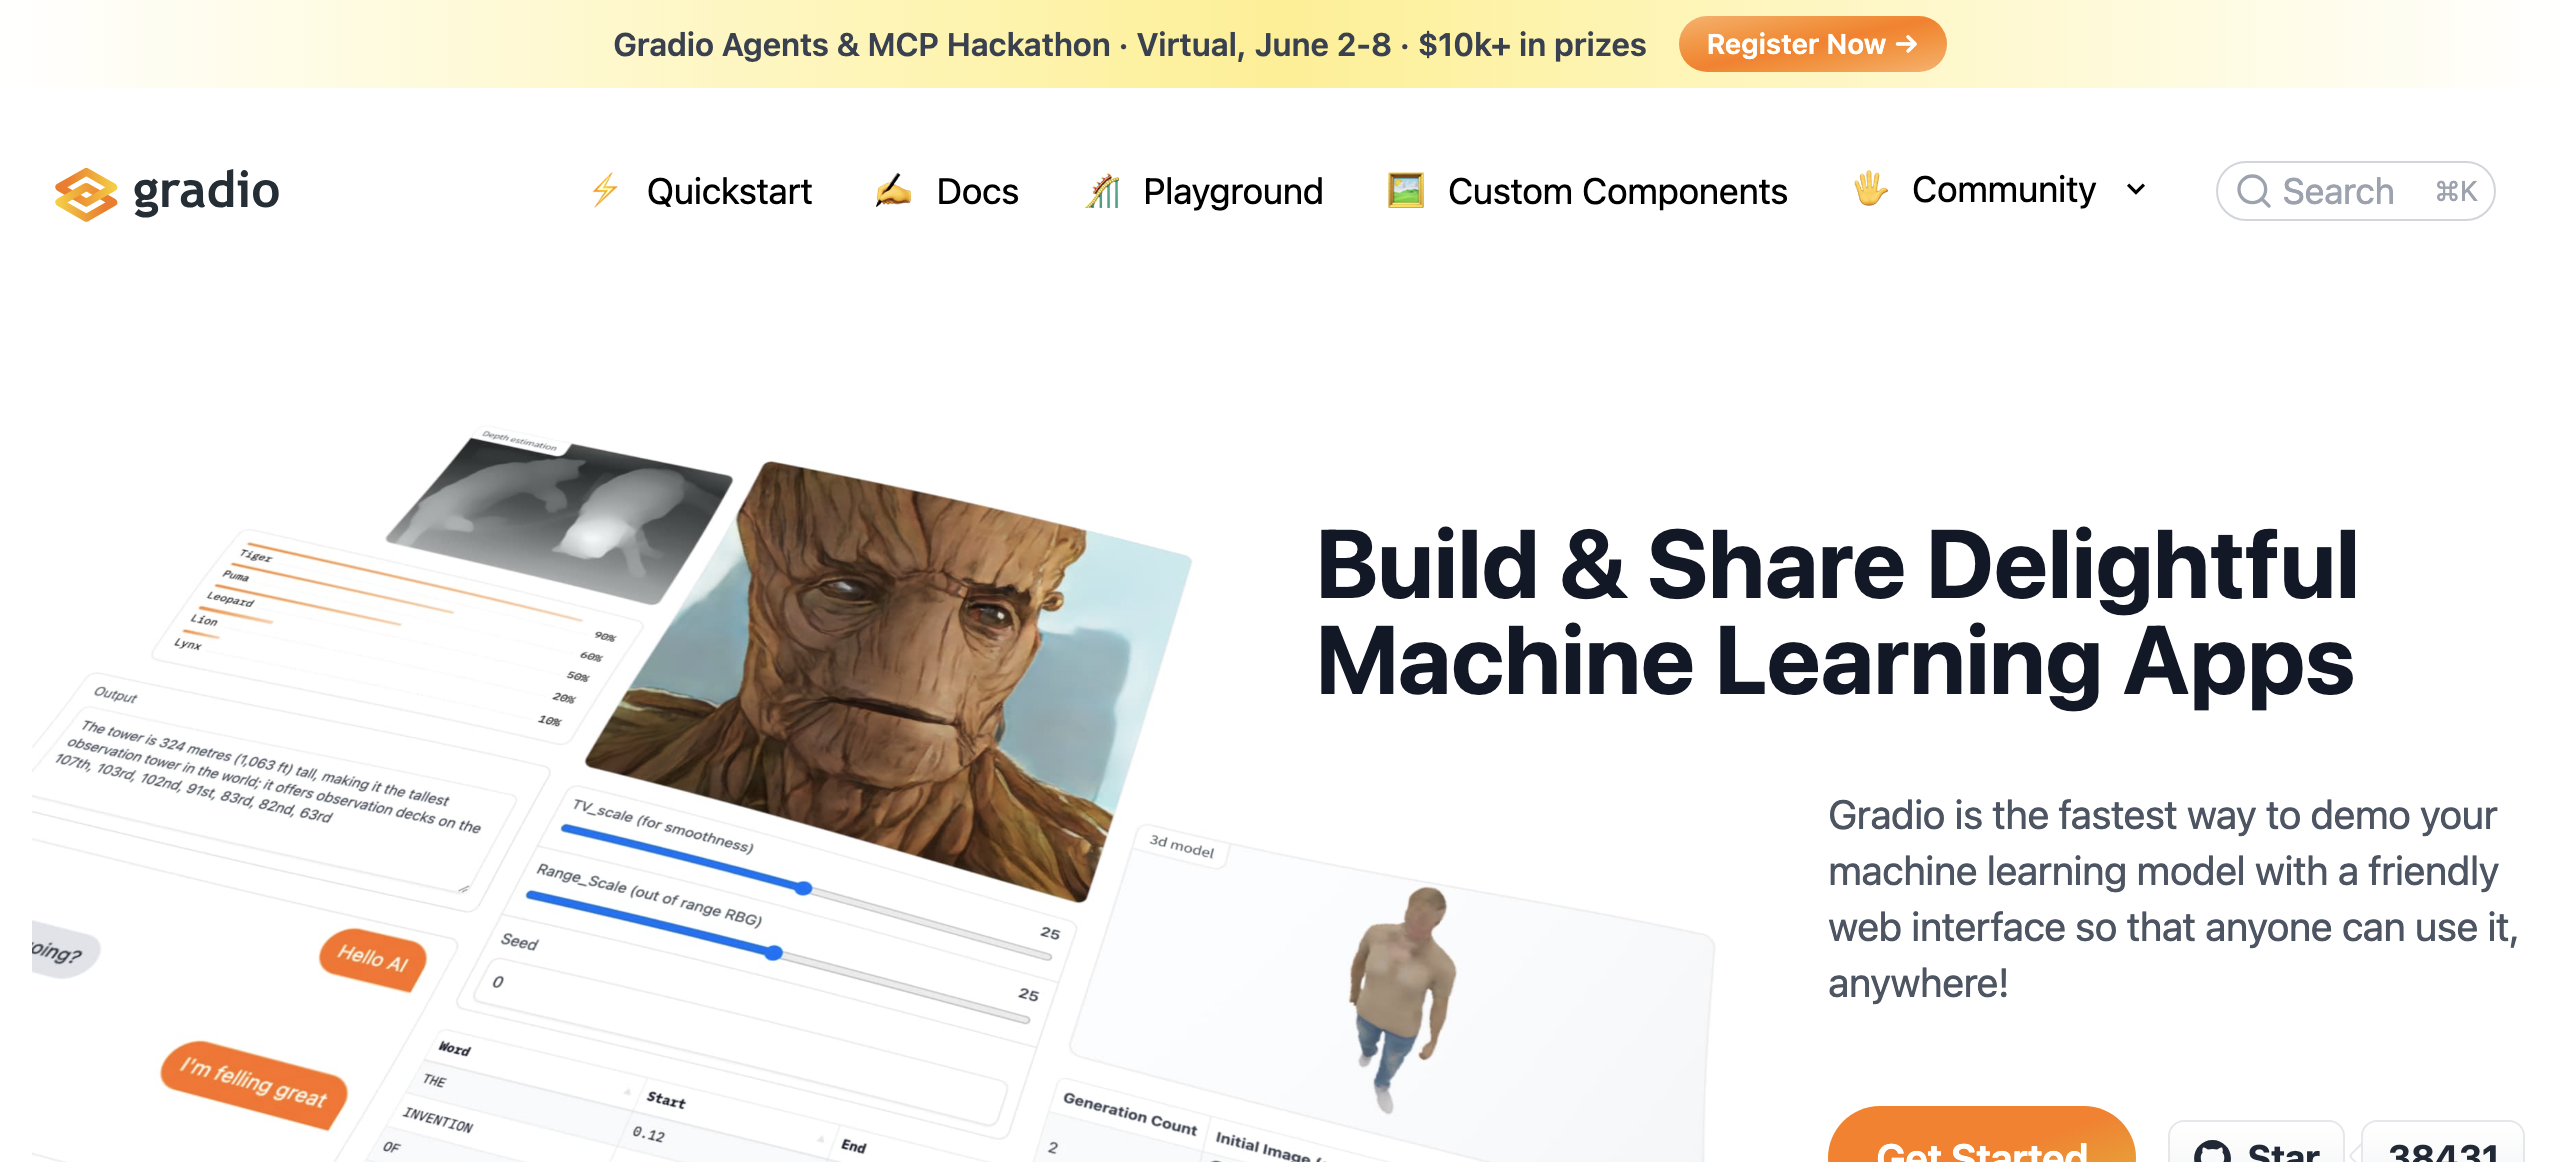 Gradio Agents & MCP Hackathon · Virtual, June 2-8 · $10k+ in prizes
Register Now →
gradio
Quickstart
Docs
Playground
Custom Components
Community
Search
⌘K
Depth estimation
Tiger
Puma
Leopard
Lion
Lynx
90%
60%
50%
20%
10%
Output
The tower is 324 metres (1,063 ft) tall, making it the tallest
observation tower in the world; it offers observation decks on the
107th, 103rd, 102nd, 91st, 83rd, 82nd, 63rd
oing?
Hello AI
I'm felling great
TV_scale (for smoothness)
25
Range_Scale (out of range RBG)
25
Seed
0
Word
Start
End
THE
0.12
INVENTION
OF
3d model
Generation Count
Initial Image
2
Build & Share Delightful
Machine Learning Apps
Gradio is the fastest way to demo your
machine learning model with a friendly
web interface so that anyone can use it,
anywhere!
Get Started
Star
38431